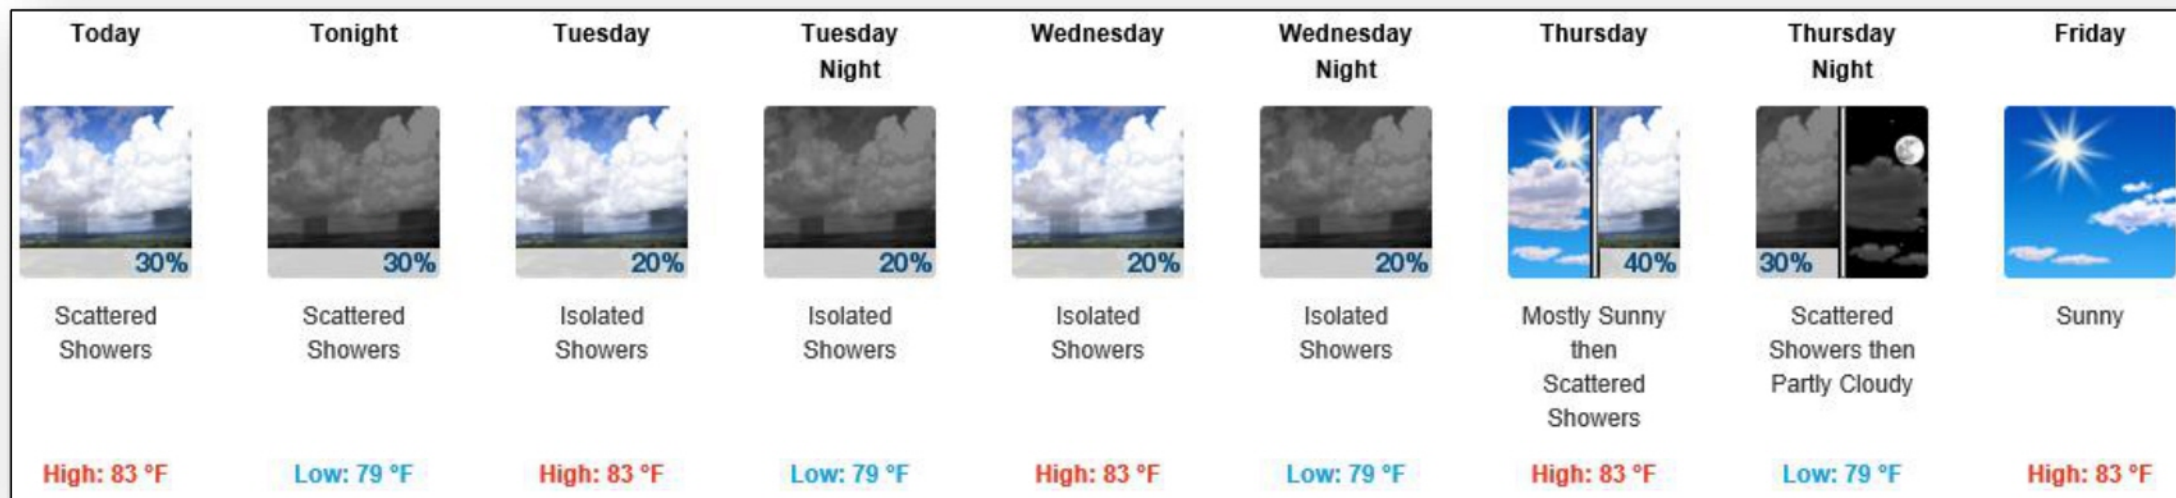 Today
30%
Scattered
Showers
High: 83 °F
Tonight
30%
Scattered
Showers
Low: 79 °F
Tuesday
20%
Isolated
Showers
High: 83 °F
Tuesday
Night
20%
Isolated
Showers
Low: 79 °F
Wednesday
20%
Isolated
Showers
High: 83 °F
Wednesday
Night
20%
Isolated
Showers
Low: 79 °F
Thursday
40%
Mostly Sunny
then
Scattered
Showers
High: 83 °F
Thursday
Night
30%
Scattered
Showers then
Partly Cloudy
Low: 79 °F
Friday
Sunny
High: 83 °F